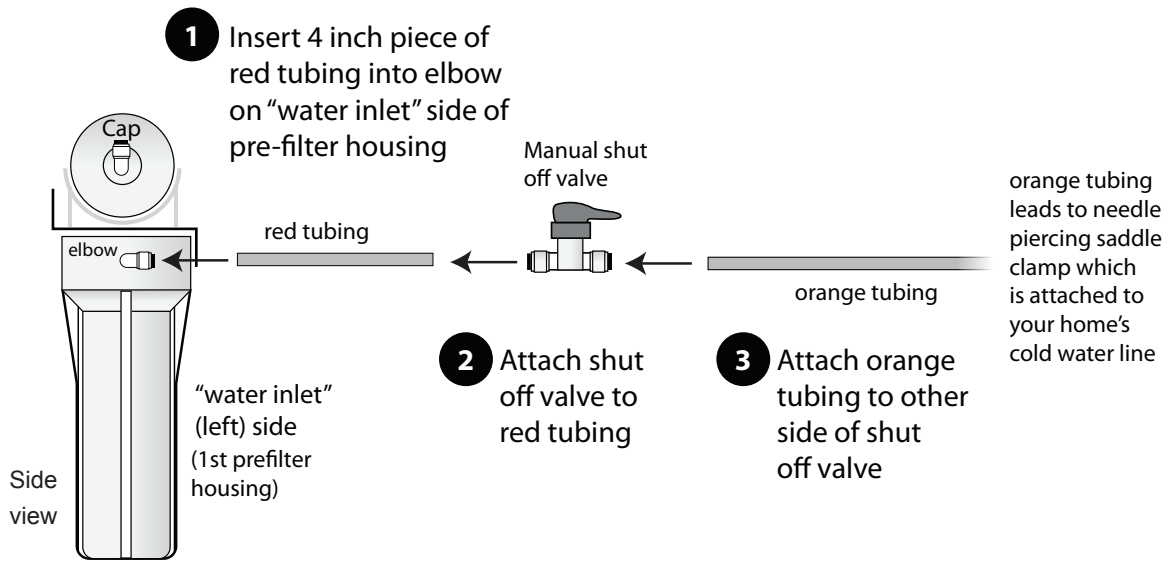 1 Insert 4 inch piece of
red tubing into elbow
on “water inlet” side of
pre-filter housing
Cap
Manual shut
off valve
orange tubing
leads to needle
piercing saddle
clamp which
is attached to
your home’s
cold water line
elbow
red tubing
orange tubing
2 Attach shut
off valve to
red tubing
3 Attach orange
tubing to other
side of shut
off valve
“water inlet”
(left) side
(1st prefilter
housing)
Side
view